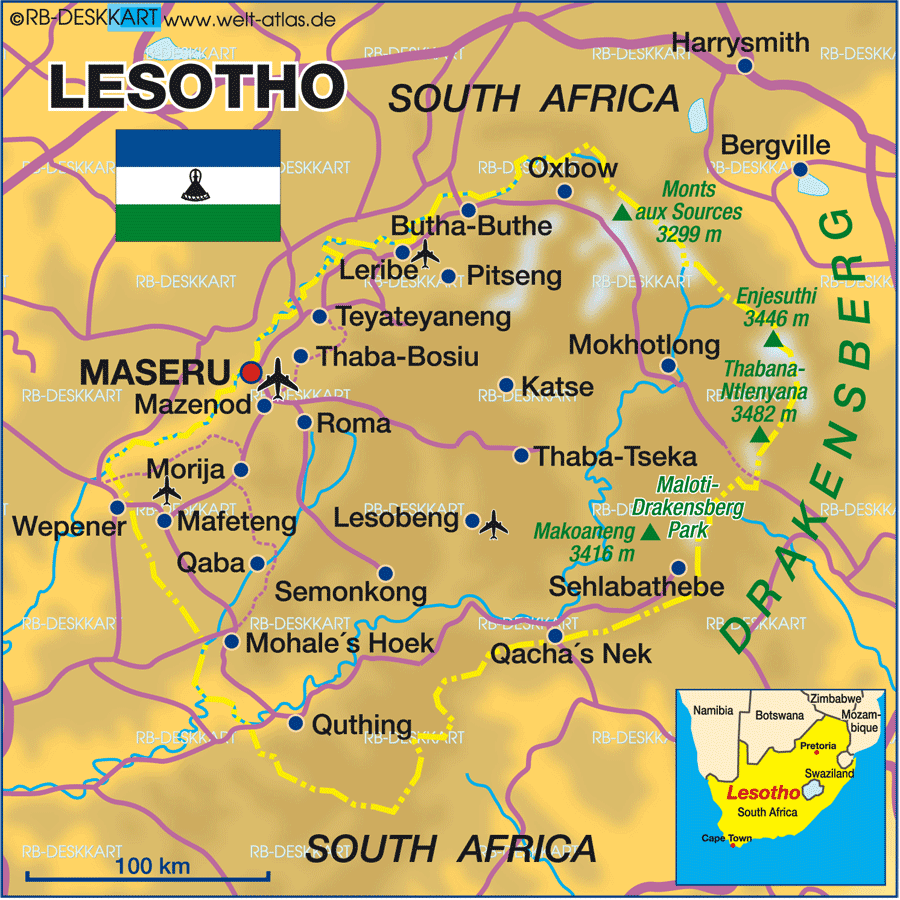 ©RB-DESKKART www.welt-atlas.de
LESOTHO
SOUTH AFRICA
Harrysmith
Bergville
Oxbow
Monts
aux Sources
3299 m
Butha-Buthe
Leribe
Pitseng
Teyateyaneng
Enjesuthi
3446 m
Thaba-Bosiu
Mokhotlong
MASERU
Katse
Thabana-
Ntlenyana
3482 m
Mazenod
Roma
DRAKENSBERG
Morija
Thaba-Tseka
Maloti-
Drakensberg
Park
Wepener
Mafeteng
Lesobeng
Makoaneng
3416 m
Qaba
Semonkong
Sehlabathebe
Mohale´s Hoek
Qacha´s Nek
Quthing
SOUTH AFRICA
100 km
Namibia
Botswana
Zimbabwe
Mozam-
bique
Pretoria
Swaziland
Lesotho
South Africa
Cape Town
RB-DESKKART